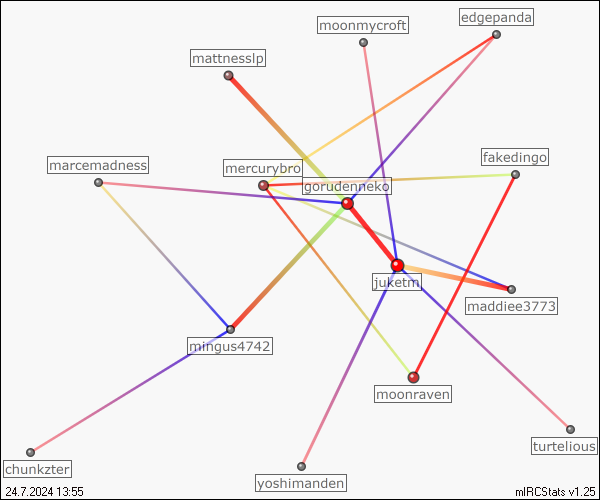 edgepanda
moonmycroft
mattnesslp
fakedingo
marcemadness
mercurybro
gorudenneko
juketm
maddiee3773
mingus4742
moonraven
turtelious
chunkzter
yoshimanden
24.7.2024 13:55
mIRCStats v1.25